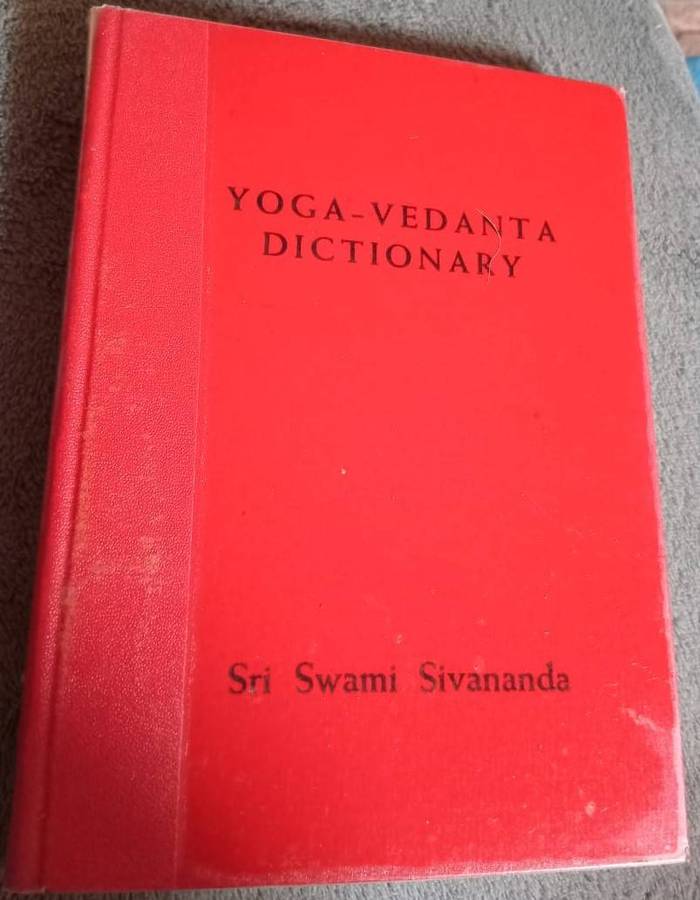 YOGA-VEDANTA
DICTIONARY
Sri Swami Sivananda